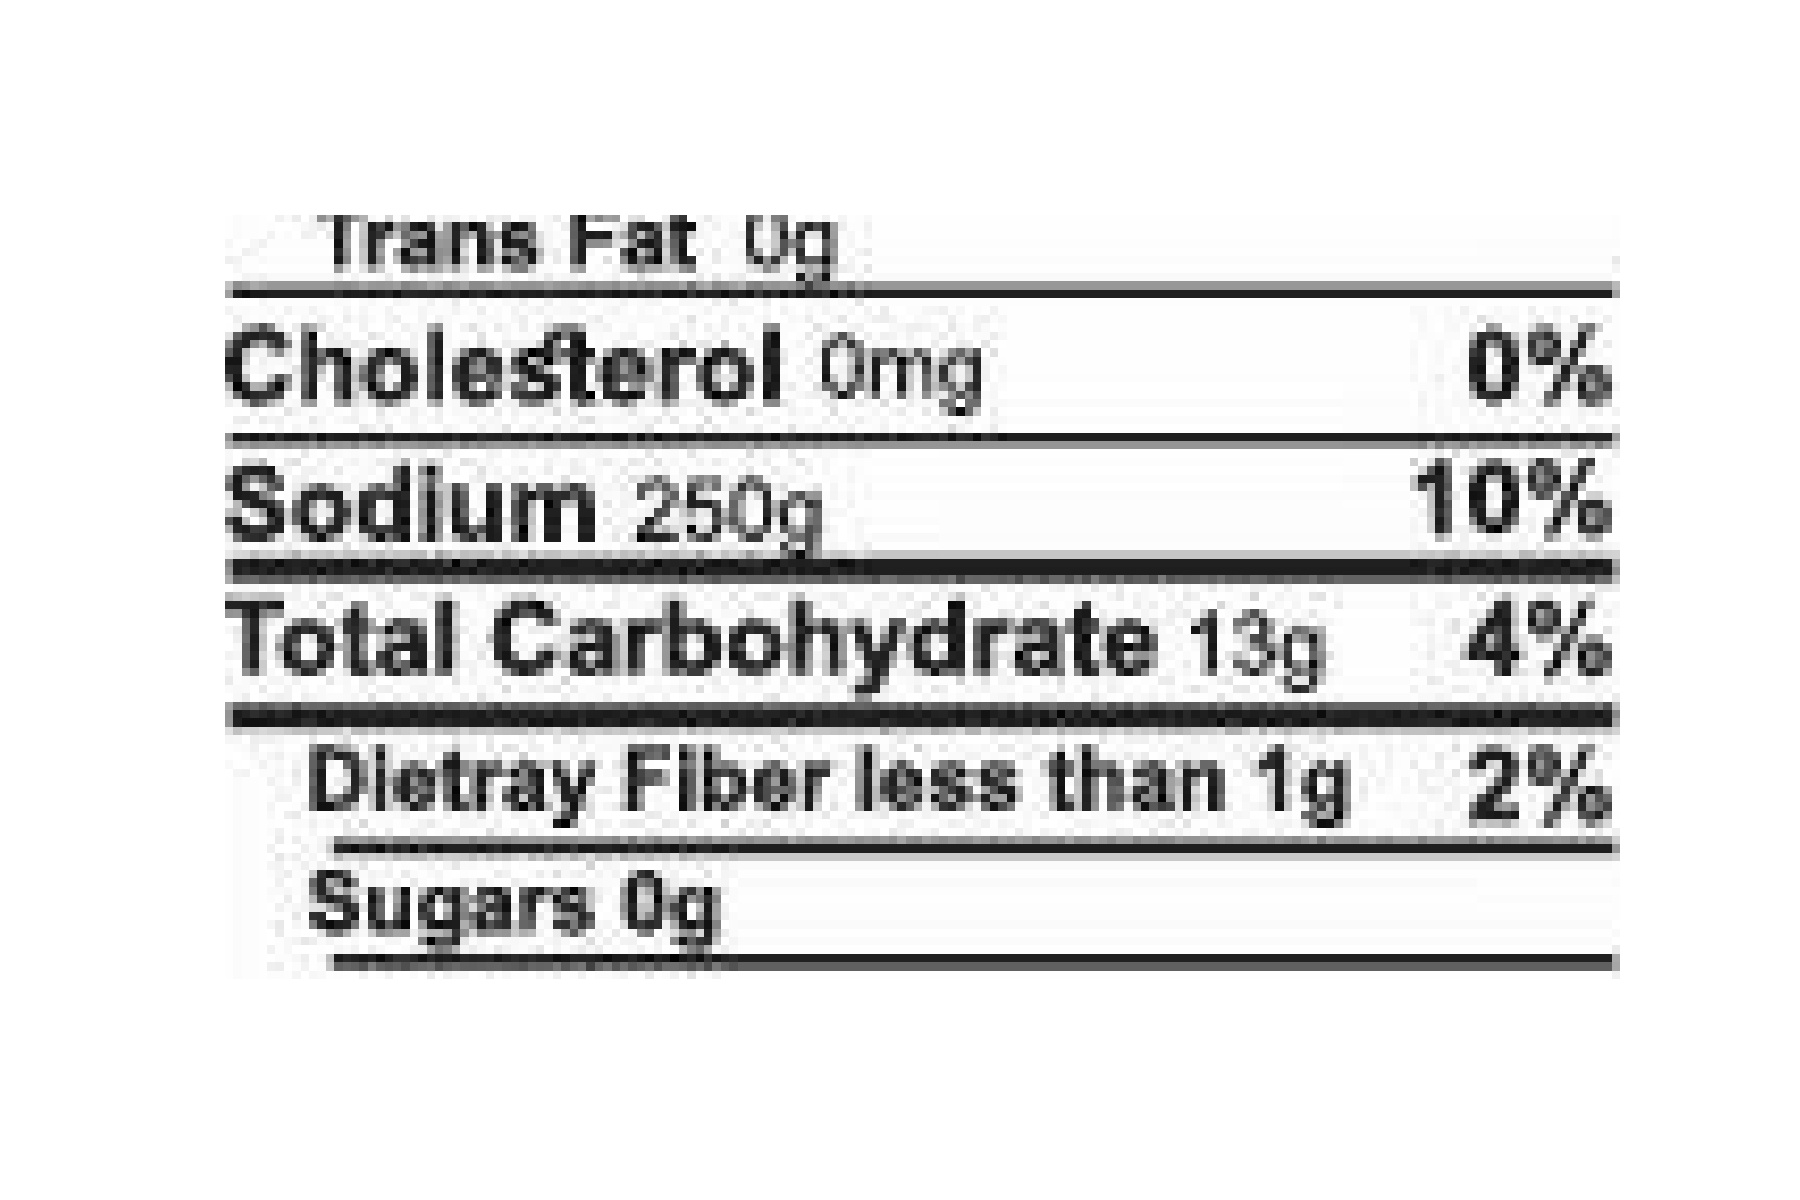 Trans Fat 0g
Cholesterol 0mg 0%
Sodium 250g 10%
Total Carbohydrate 13g 4%
Dietray Fiber less than 1g 2%
Sugars 0g